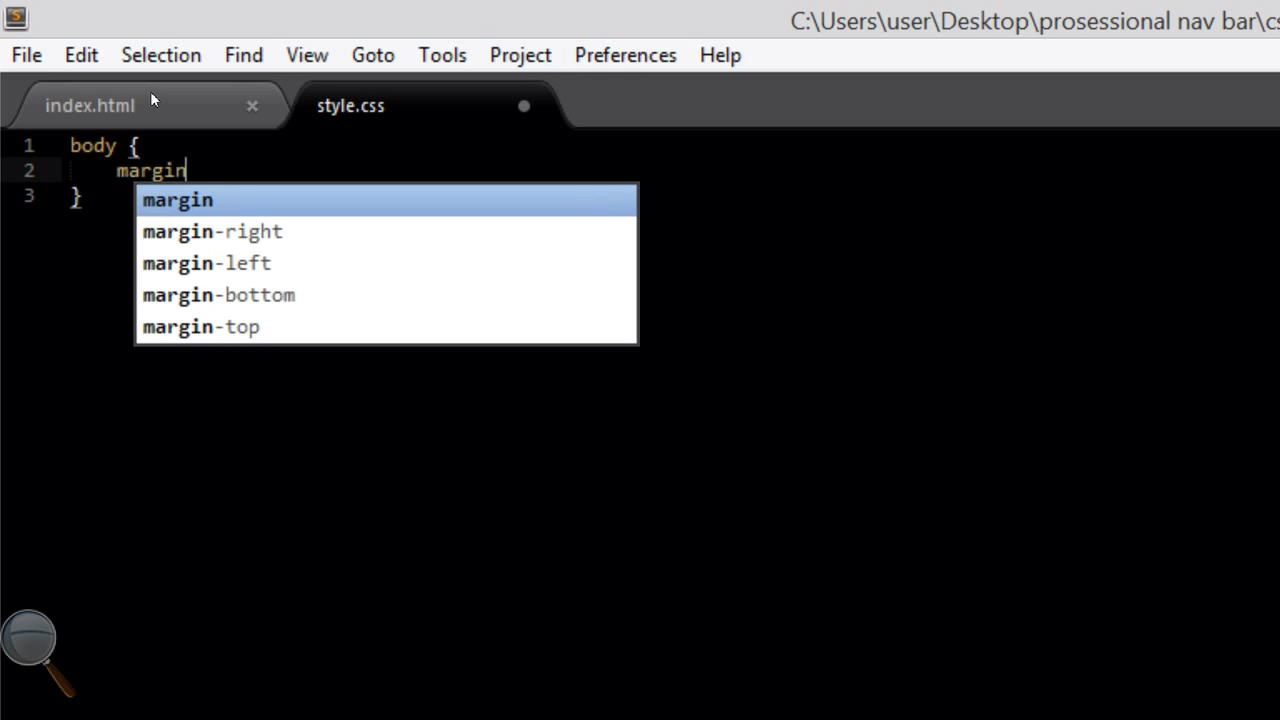 C:\Users\user\Desktop\prosessional nav bar\cs
File Edit Selection Find View Goto Tools Project Preferences Help
index.html × style.css
1 body {
2 margin
3 }
margin
margin-right
margin-left
margin-bottom
margin-top